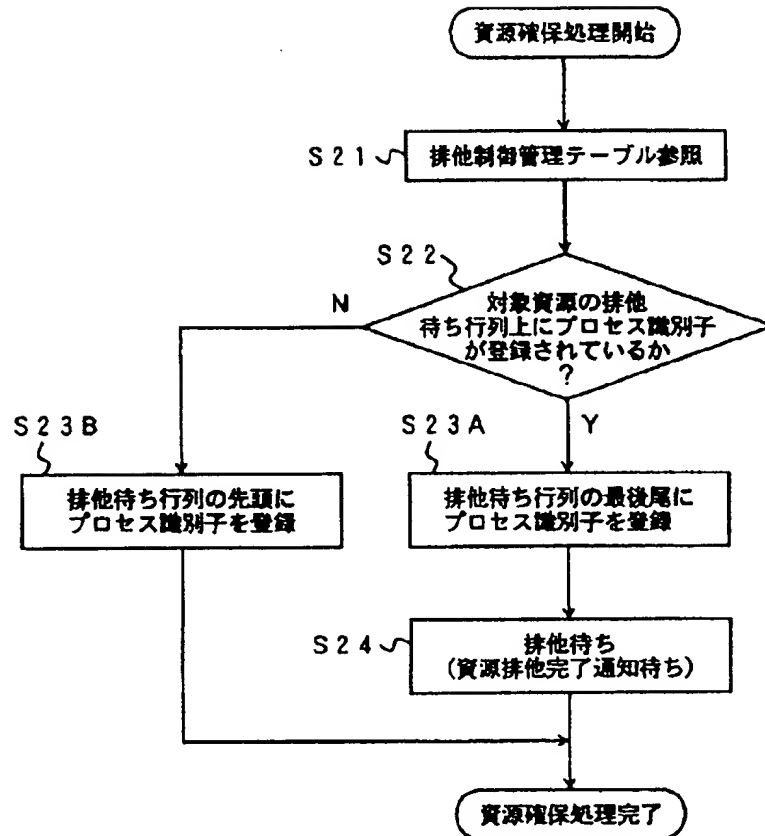 資源確保処理開始
S21
排他制御管理テーブル参照
S22
対象資源の排他
待ち行列上にプロセス識別子
が登録されているか
?
N
Y
S23B
排他待ち行列の先頭に
プロセス識別子を登録
S23A
排他待ち行列の最後尾に
プロセス識別子を登録
S24
排他待ち
(資源排他完了通知待ち)
資源確保処理完了